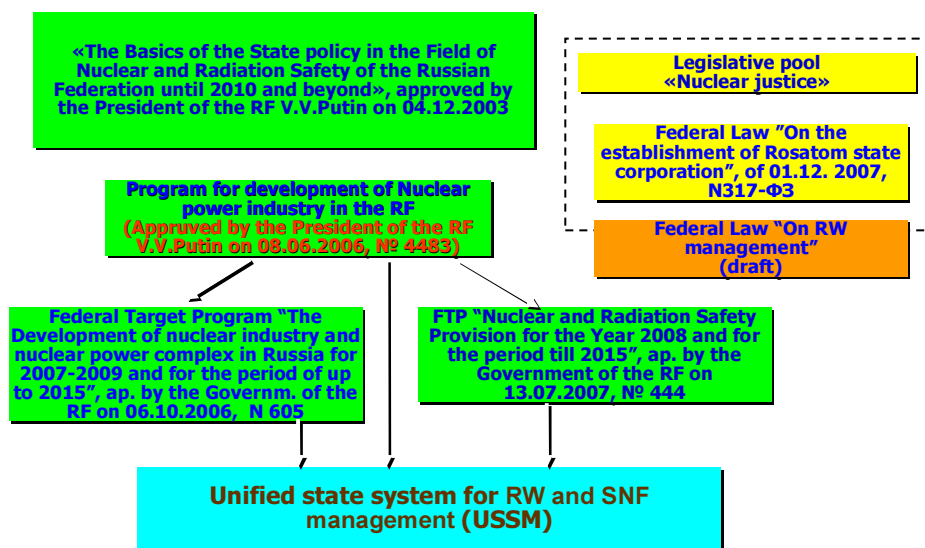 «The Basics of the State policy in the Field of
Nuclear and Radiation Safety of the Russian
Federation until 2010 and beyond», approved by
the President of the RF V.V.Putin on 04.12.2003
Legislative pool
«Nuclear justice»
Federal Law ”On the
establishment of Rosatom state
corporation”, of 01.12. 2007,
N317-Ф3
Federal Law “On RW
management”
(draft)
Program for development of Nuclear
power industry in the RF
(Appruved by the President of the RF
V.V.Putin on 08.06.2006, № 4483)
Federal Target Program “The
Development of nuclear industry and
nuclear power complex in Russia for
2007-2009 and for the period of up
to 2015”, ap. by the Governm. of the
RF on 06.10.2006, N 605
FTP “Nuclear and Radiation Safety
Provision for the Year 2008 and for
the period till 2015”, ap. by the
Government of the RF on
13.07.2007, № 444
Unified state system for RW and SNF
management (USSM)